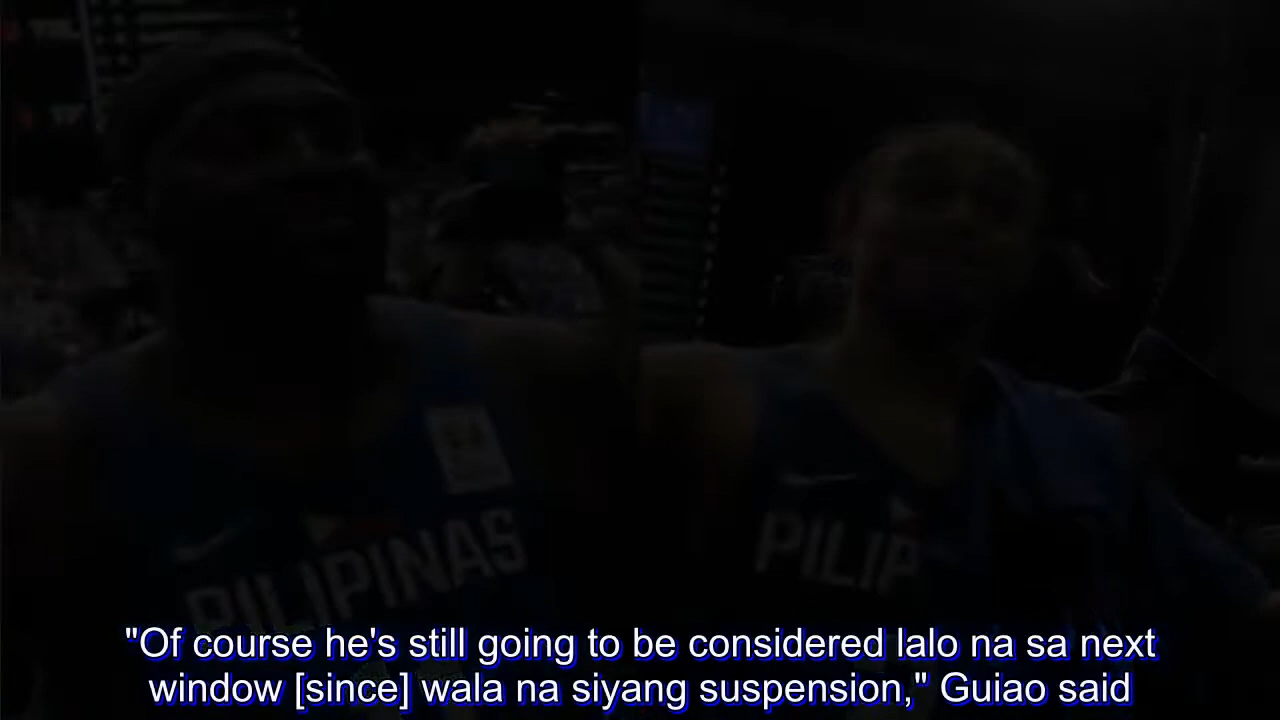 PILIPINAS
PILIP
"Of course he's still going to be considered lalo na sa next
window [since] wala na siyang suspension," Guiao said